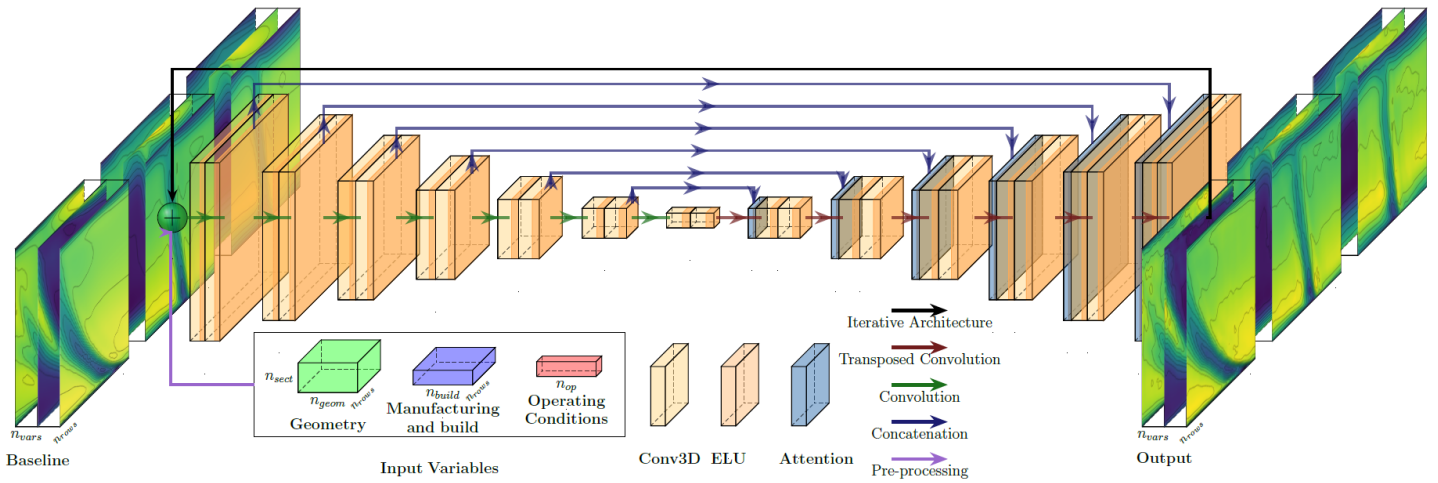 n_vars
n_rows
Baseline
n_sect
n_geom
n_rows
Geometry
n_build
n_rows
Manufacturing
and build
n_op
Operating
Conditions
Input Variables
Conv3D
ELU
Attention
Iterative Architecture
Transposed Convolution
Convolution
Concatenation
Pre-processing
n_vars
n_rows
Output